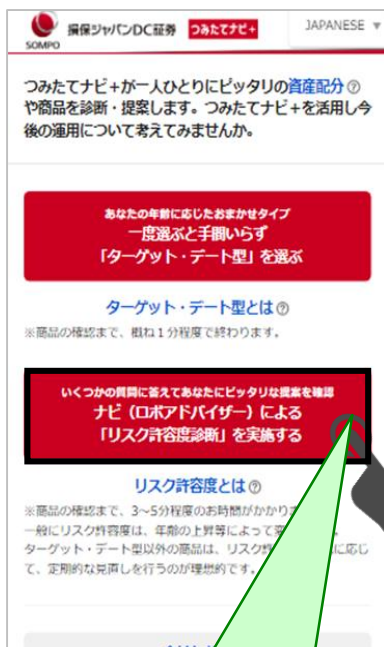 SOMPO
損保ジャパンDC証券 つみたてナビ+ JAPANESE ▼
つみたてナビ+が一人ひとりにピッタリの資産配分?
や商品を診断・提案します。つみたてナビ+を活用し今
後の運用について考えてみませんか。
あなたの年齢に応じたおまかせタイプ
一度選ぶと手間いらず
「ターゲット・デート型」を選ぶ
ターゲット・デート型とは?
※商品の確認まで、概ね1分程度で終わります。
いくつかの質問に答えてあなたにピッタリな提案を確認
ナビ(ロボアドバイザー)による
「リスク許容度診断」を実施する
リスク許容度とは?
※商品の確認まで、3~5分程度のお時間がかかり
一般にリスク許容度は、年齢の上昇等によって
ターゲット・デート型以外の商品は、リスク に応じ
て、定期的な見直しを行うのが理想的です。